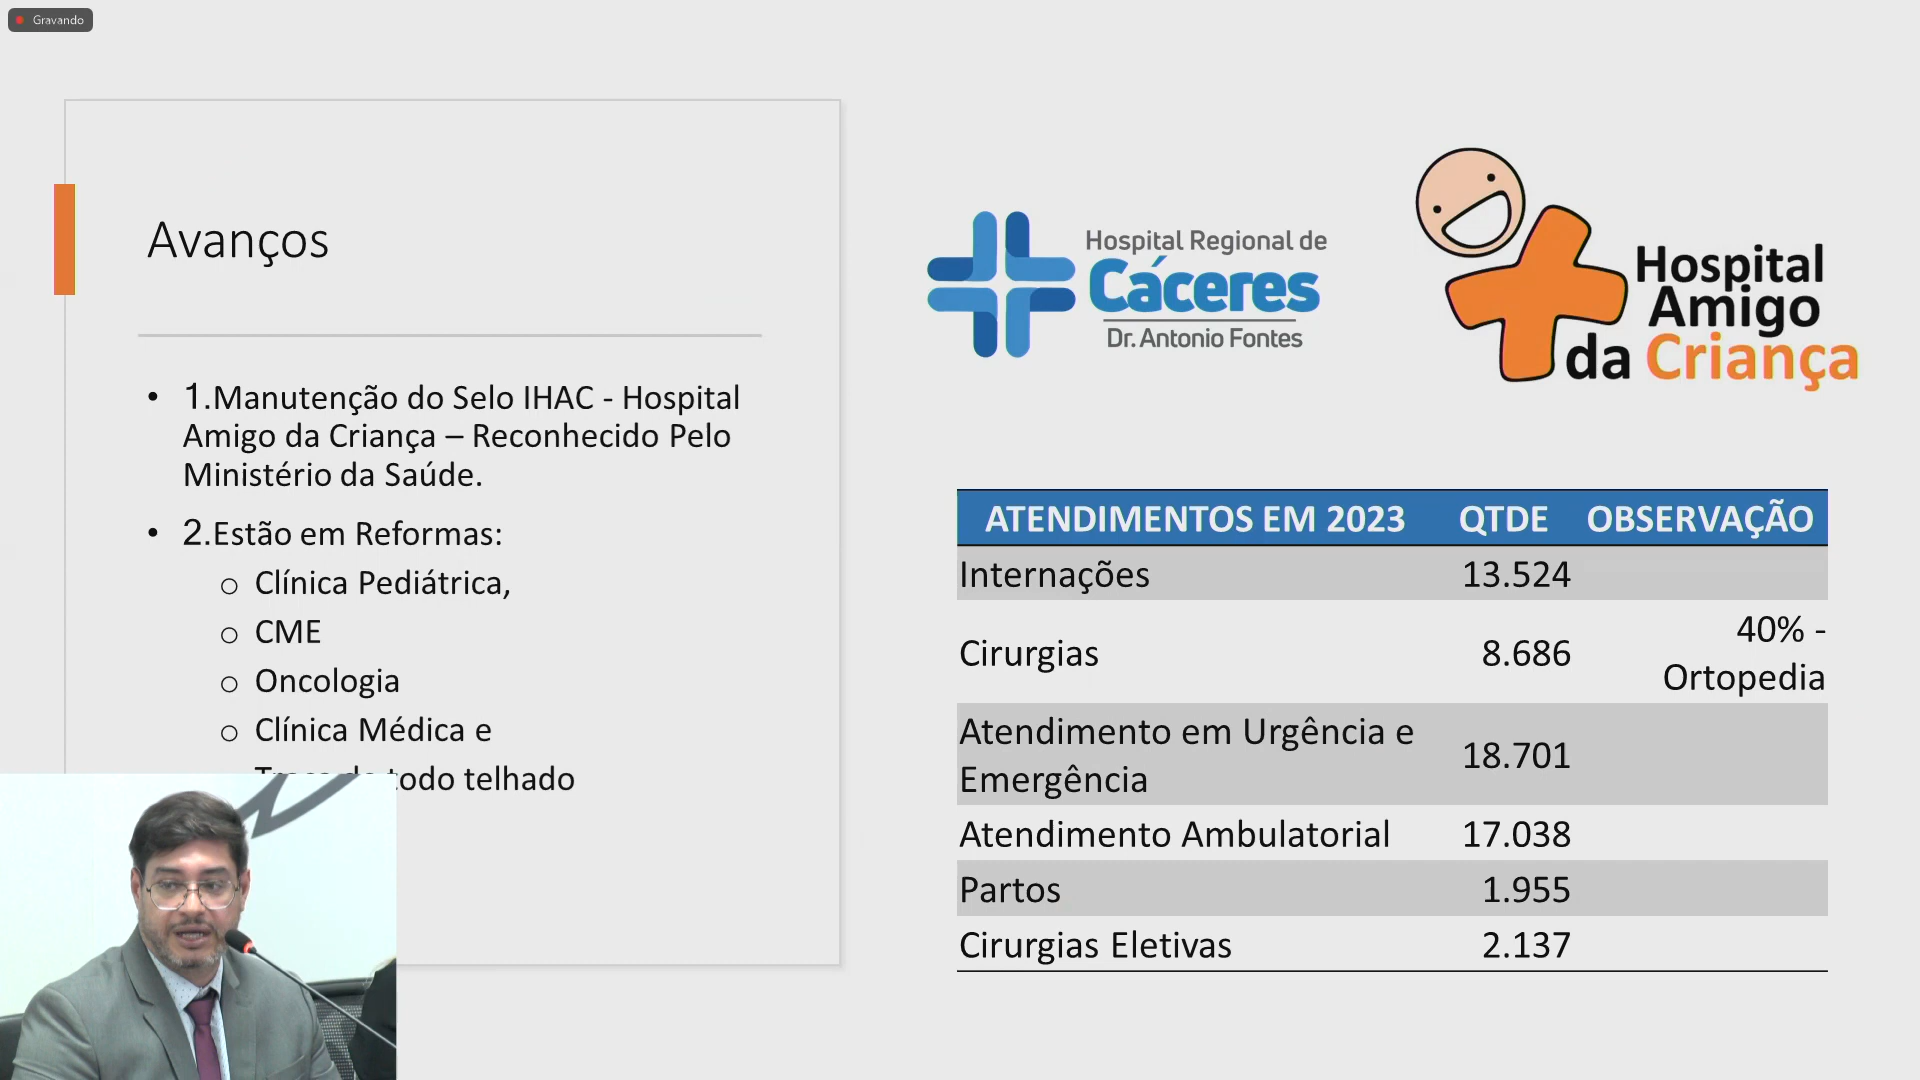 Gravando
Avanços
• 1.Manutenção do Selo IHAC - Hospital
Amigo da Criança – Reconhecido Pelo
Ministério da Saúde.
• 2.Estão em Reformas:
o Clínica Pediátrica,
o CME
o Oncologia
o Clínica Médica e
todo telhado
Hospital Regional de
Cáceres
Dr. Antonio Fontes
Hospital
Amigo
da Criança
ATENDIMENTOS EM 2023 QTDE OBSERVAÇÃO
Internações 13.524
Cirurgias 8.686 40% -
Ortopedia
Atendimento em Urgência e
Emergência 18.701
Atendimento Ambulatorial 17.038
Partos 1.955
Cirurgias Eletivas 2.137